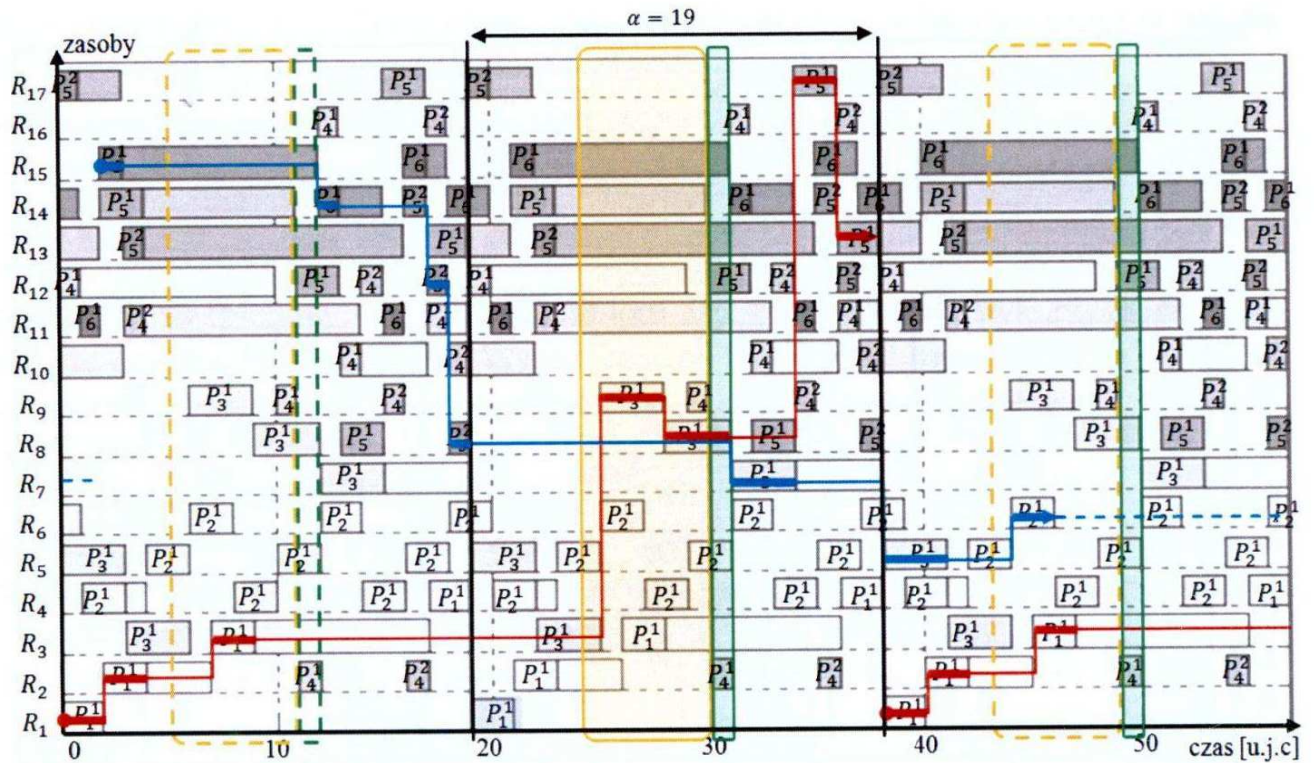 α = 19
zasoby
R17 P5^2 P5^1 P5^2 P5^1 P5^2 P5^1
R16 P4^1 P4^2 P4^1 P4^2 P4^1 P4^2
R15 P6^1 P6^1 P6^1 P6^1 P6^1
R14 P5^1 P5^2 P6^1 P5^1 P6^1 P5^2 P6^1 P5^1 P6^1 P5^2 P6^1
R13 P5^2 P5^1 P5^2 P5^1 P5^2 P5^1
R12 P4^1 P5^1 P4^2 P5^2 P4^1 P5^1 P4^2 P5^2 P4^1 P5^1 P4^2 P5^2
R11 P6^1 P4^2 P6^1 P4^1 P6^1 P4^2 P6^1 P4^1 P6^1 P4^2 P6^1 P4^1
R10 P4^1 P4^2 P4^1 P4^2 P4^1 P4^2
R9 P3^1 P4^1 P4^2 P3^1 P4^1 P4^2 P3^1 P4^1 P4^2
R8 P3^1 P5^1 P5^2 P3^1 P5^1 P5^2 P3^1 P5^1 P5^2
R7 P3^1 P3^1
R6 P2^1 P2^1 P2^1 P2^1 P2^1 P2^1 P2^1 P2^1 P2^1
R5 P3^1 P2^1 P2^1 P2^1 P3^1 P2^1 P2^1 P2^1 P3^1 P2^1 P2^1 P2^1
R4 P2^1 P2^1 P2^1 P1^1 P2^1 P2^1 P2^1 P1^1 P2^1 P2^1 P2^1 P1^1
R3 P3^1 P1^1 P3^1 P1^1 P3^1 P1^1
R2 P1^1 P4^1 P4^2 P1^1 P4^1 P4^2 P1^1 P4^1 P4^2
R1 P1^1 P1^1 P1^1
0 10 20 30 40 50 czas [u.j.c]